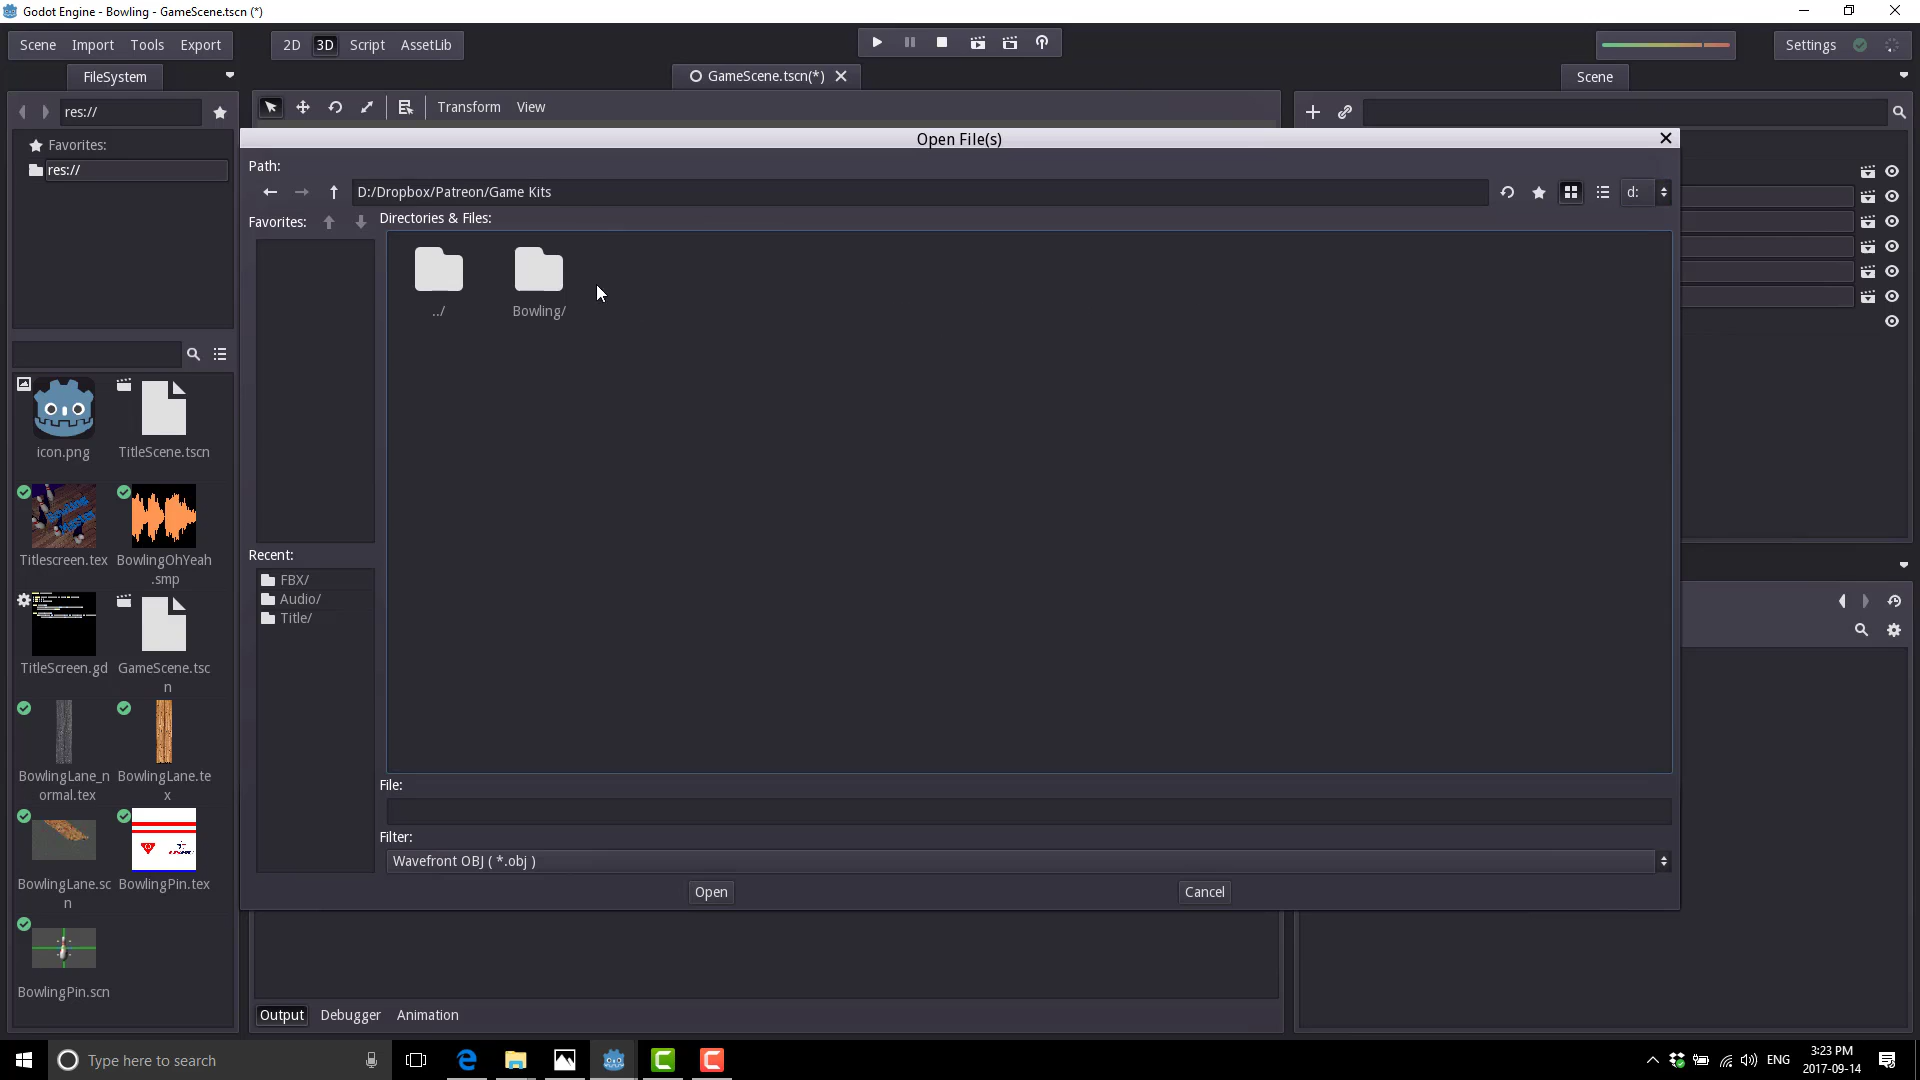 Godot Engine - Bowling - GameScene.tscn (*)
Scene Import Tools Export
2D 3D Script AssetLib
Settings
FileSystem
GameScene.tscn(*)
Scene
res://
Transform View
Open File(s)
Favorites:
res://
Path:
D:/Dropbox/Patreon/Game Kits
d:
Favorites:
Directories & Files:
../
Bowling/
icon.png
TitleScene.tscn
Titlescreen.tex
BowlingOhYeah
.smp
TitleScreen.gd
GameScene.tsc
n
BowlingLane_n
ormal.tex
BowlingLane.te
x
BowlingLane.sc
n
BowlingPin.tex
BowlingPin.scn
Recent:
FBX/
Audio/
Title/
File:
Filter:
Wavefront OBJ ( *.obj )
Open
Cancel
Output Debugger Animation
Type here to search
ENG
3:23 PM
2017-09-14